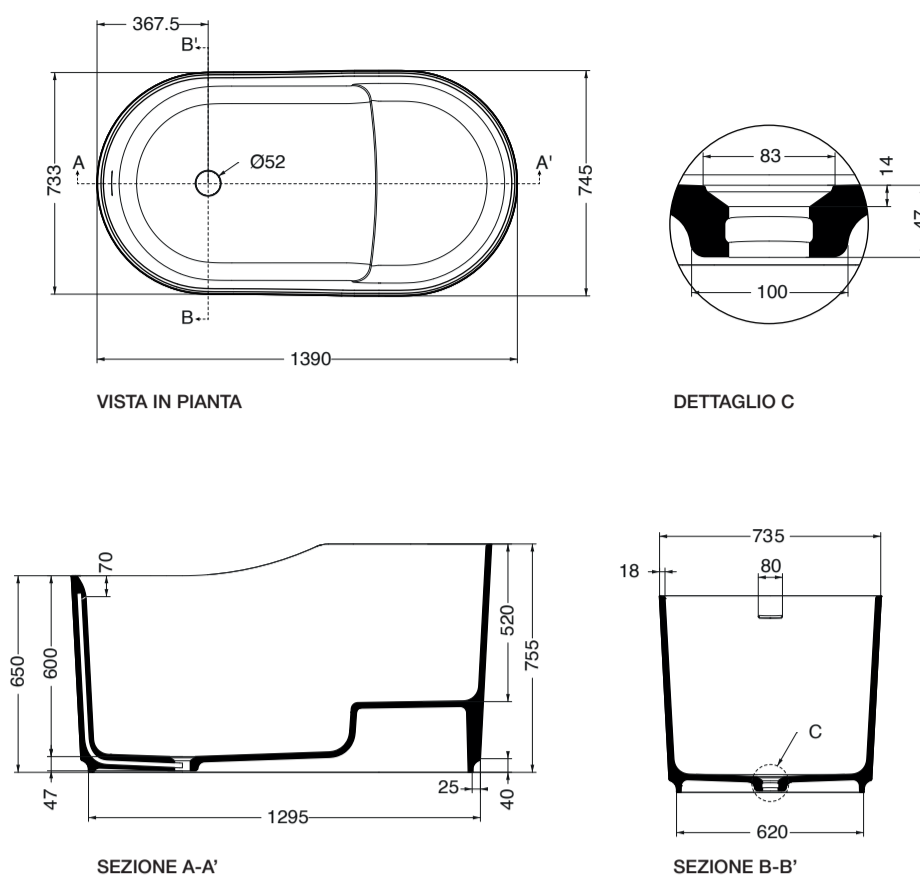 367.5
B'
A
Ø52
A'
733
745
B
1390
VISTA IN PIANTA
83
14
47
100
DETTAGLIO C
70
650
600
520
755
47
25
40
1295
SEZIONE A-A’
735
18
80
C
620
SEZIONE B-B’